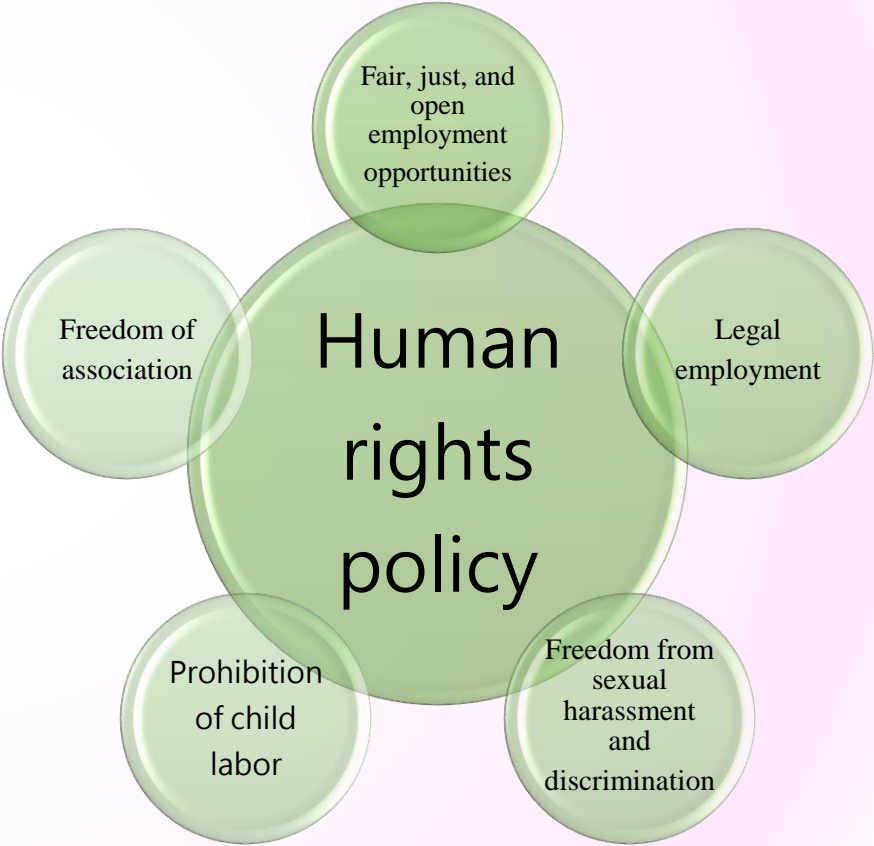 Fair, just, and
open
employment
opportunities
Freedom of
association
Human
rights
policy
Legal
employment
Prohibition
of child
labor
Freedom from
sexual
harassment
and
discrimination